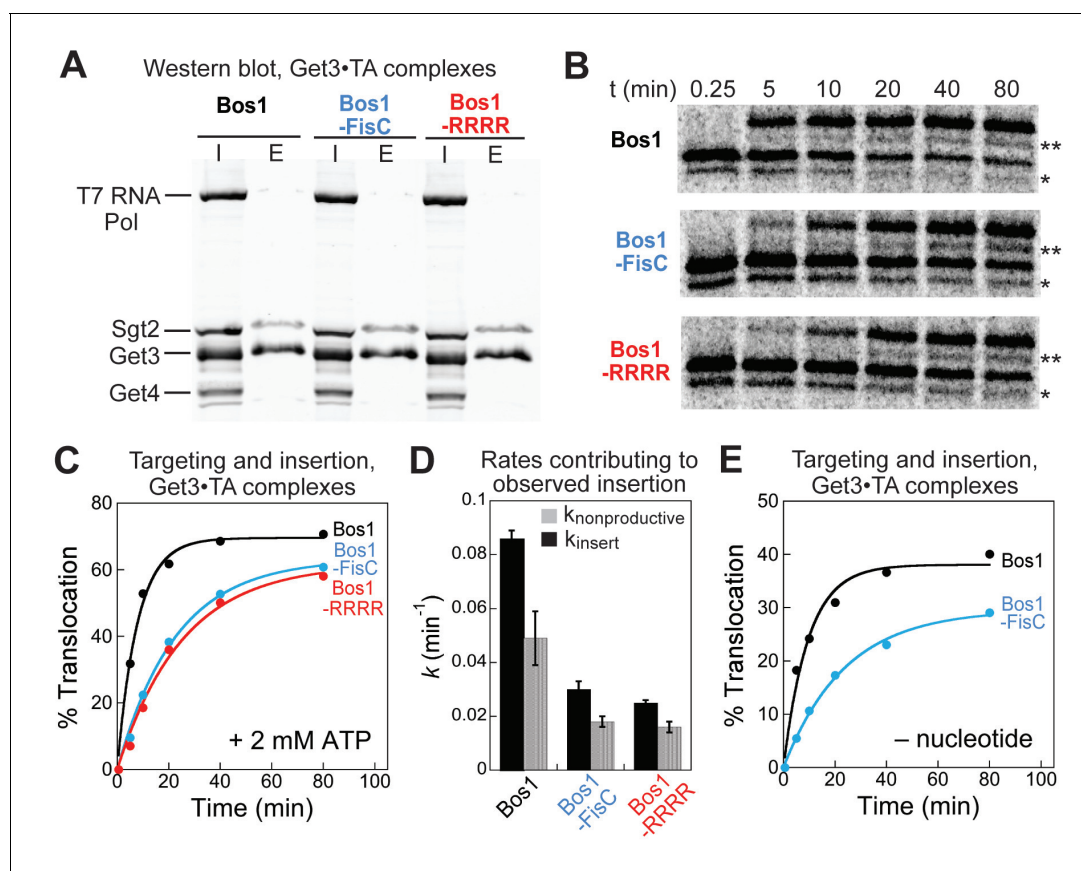 A
Western blot, Get3•TA complexes
Bos1
Bos1
-FisC
Bos1
-RRRR
I E I E I E
T7 RNA
Pol
Sgt2
Get3
Get4
B
t (min) 0.25 5 10 20 40 80
Bos1
**
*
Bos1
-FisC
**
*
Bos1
-RRRR
**
*
C
Targeting and insertion,
Get3•TA complexes
% Translocation
80
60
40
20
0
Bos1
Bos1
-FisC
Bos1
-RRRR
+ 2 mM ATP
0 20 40 60 80 100
Time (min)
D
Rates contributing to
observed insertion
k (min-1)
0.1
0.08
0.06
0.04
0.02
0
knonproductive
kinsert
Bos1
Bos1
-FisC
Bos1
-RRRR
E
Targeting and insertion,
Get3•TA complexes
% Translocation
50
40
30
20
10
0
Bos1
Bos1
-FisC
– nucleotide
0 20 40 60 80 100
Time (min)